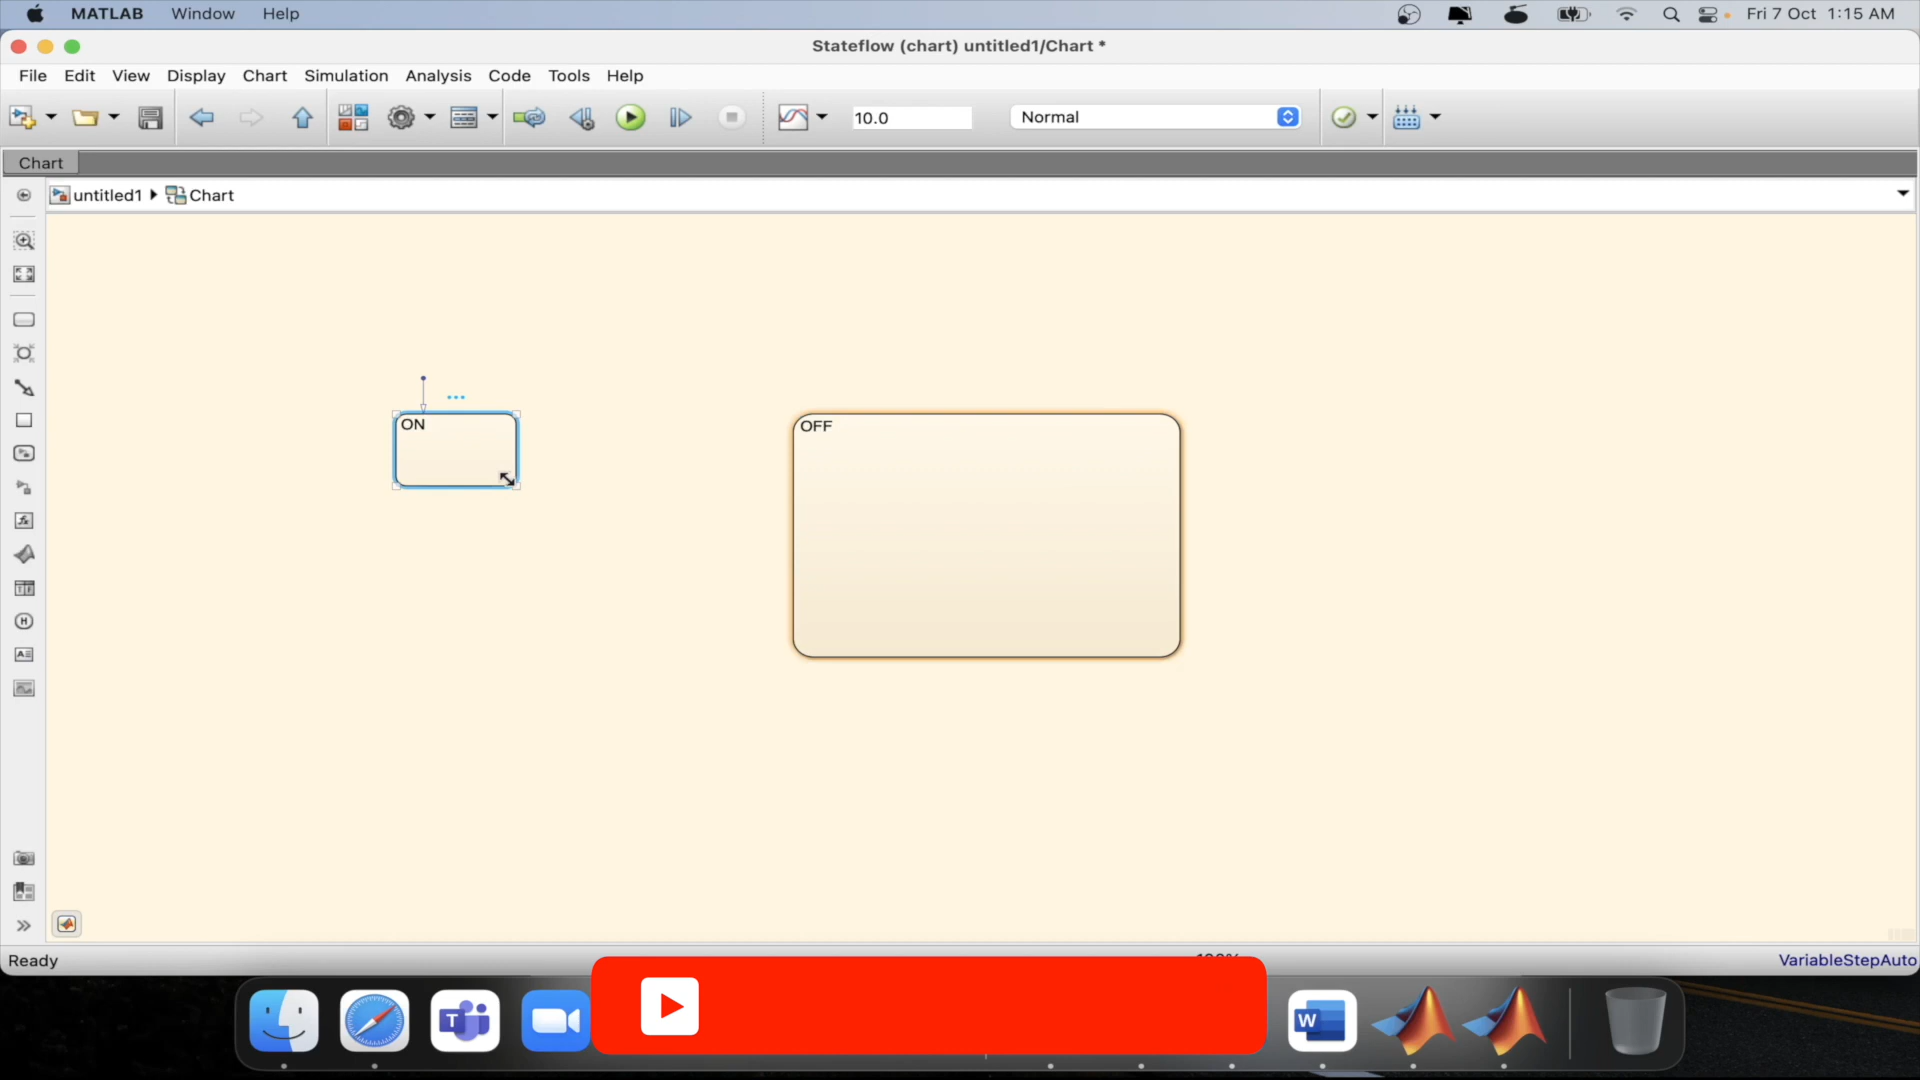 MATLAB Window Help Fri 7 Oct 1:15 AM
Stateflow (chart) untitled1/Chart *
File Edit View Display Chart Simulation Analysis Code Tools Help
10.0 Normal
Chart
untitled1 Chart
ON
OFF
Ready VariableStepAuto